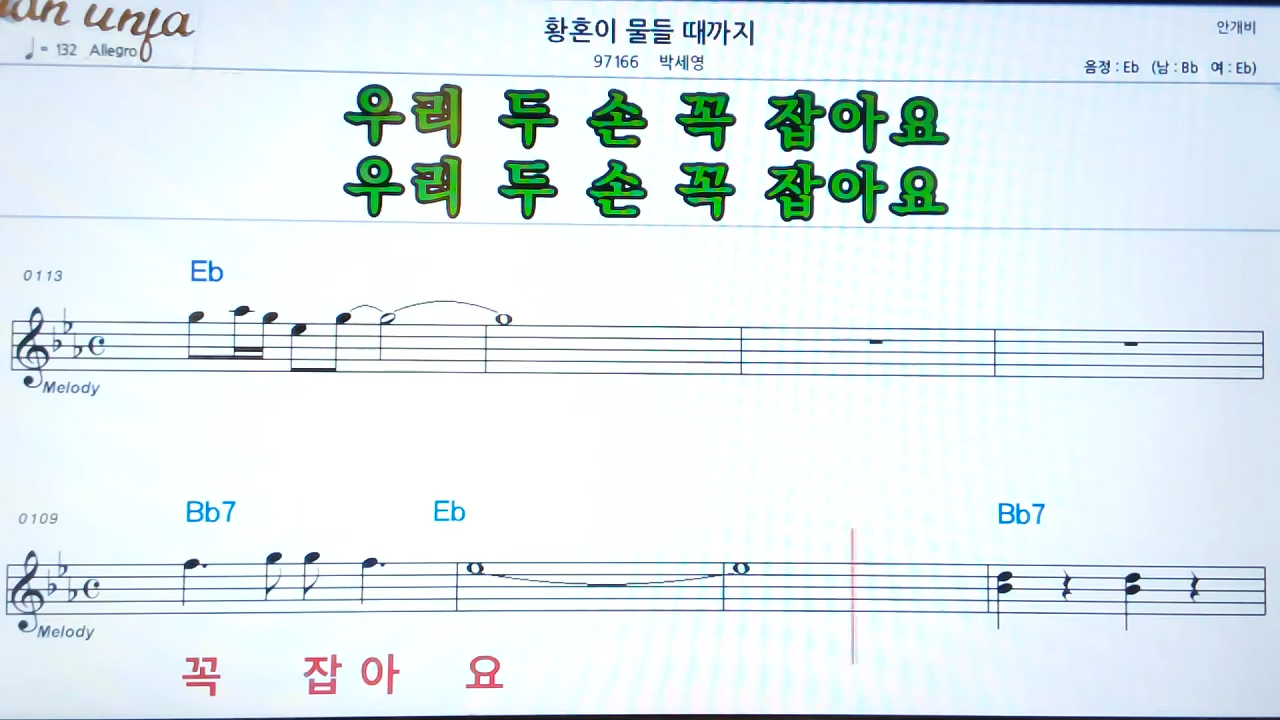 unfa
♩= 132 Allegro
황혼이 물들 때까지
97166 박세영
안개비
음정 : Eb (남 : Bb 여 : Eb)
우리 두 손 꼭 잡아요
우리 두 손 꼭 잡아요
0113
Eb
Melody
0109
Bb7 Eb Bb7
Melody
꼭 잡 아 요